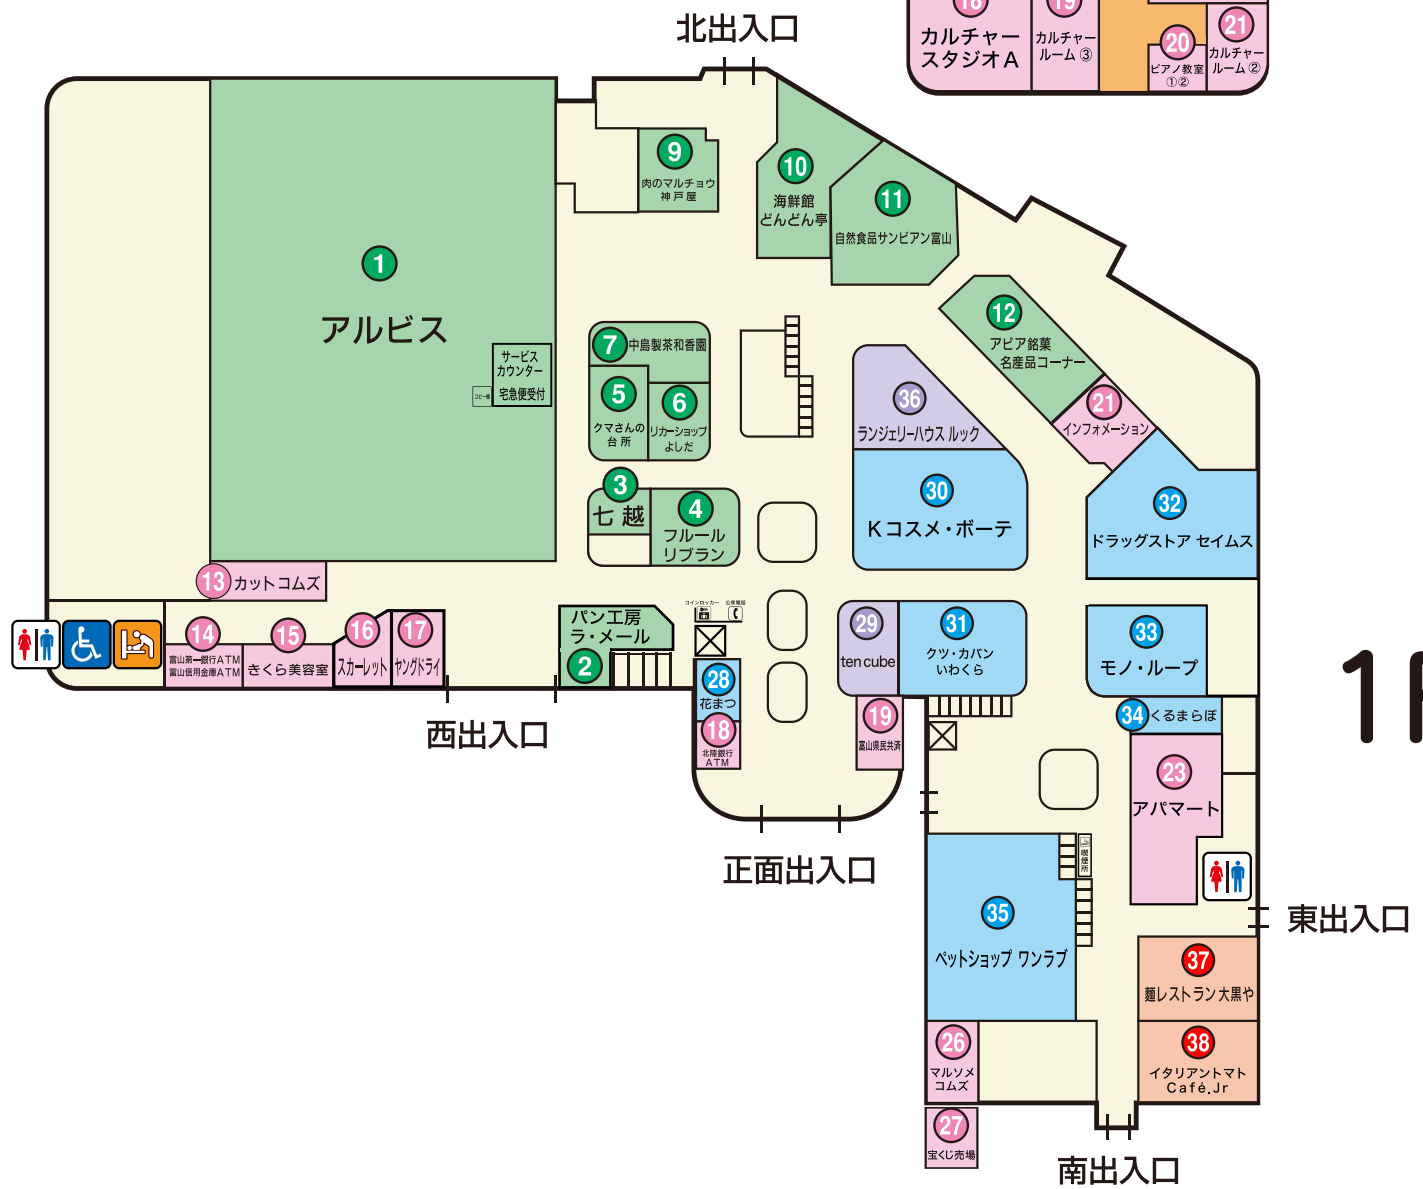 北出入口
18
カルチャー
スタジオA
19
カルチャー
ルーム③
20
ピアノ教室
①②
21
カルチャー
ルーム②
1
アルビス
サービス
カウンター
宅急便受付
コピー機
9
肉のマルチョウ
神戸屋
10
海鮮館
どんどん亭
11
自然食品サンビアン富山
12
アピア銘菓
名産品コーナー
21
インフォメーション
7
中島製茶和香園
5
クマさんの
台所
6
リカーショップ
よしだ
3
七越
4
フルール
リブラン
36
ランジェリーハウス ルック
30
Kコスメ・ボーテ
32
ドラッグストア セイムス
13
カットコムズ
14
富山第一銀行ATM
富山信用金庫ATM
15
きくら美容室
16
スカーレット
17
ヤングドライ
パン工房
ラ・メール
2
コインロッカー
公衆電話
28
花まつ
18
北陸銀行
ATM
29
ten cube
31
クツ・カバン
いわくら
19
富山県民共済
33
モノ・ループ
34
くるまらぼ
23
アパマート
西出入口
正面出入口
喫煙所
35
ペットショップ ワンラブ
東出入口
37
麺レストラン大黒や
38
イタリアントマト
Café.Jr
26
マルソメ
コムズ
27
宝くじ売場
南出入口
1F